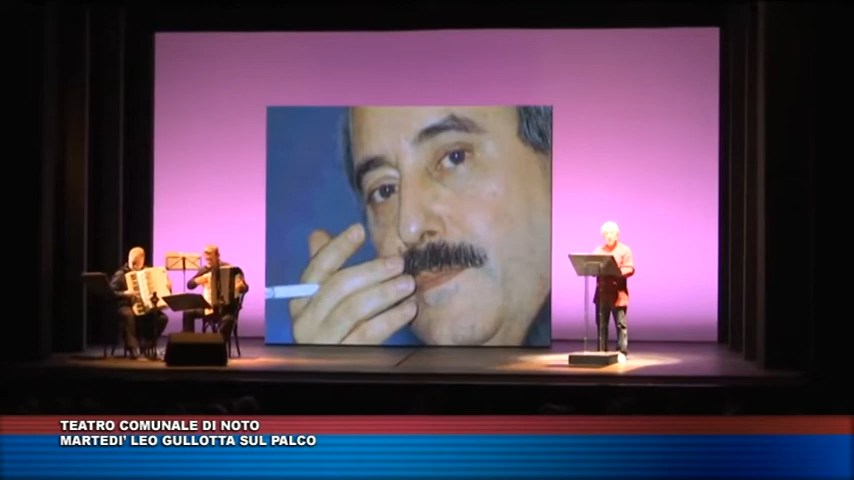 TEATRO COMUNALE DI NOTO
MARTEDI' LEO GULLOTTA SUL PALCO